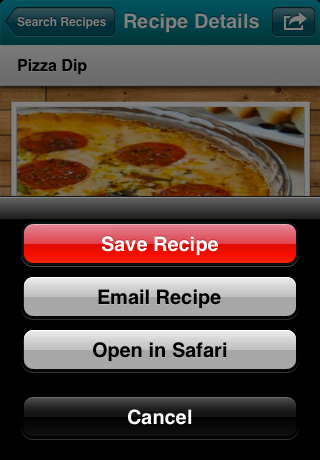 Search Recipes
Recipe Details
Pizza Dip
Save Recipe
Email Recipe
Open in Safari
Cancel